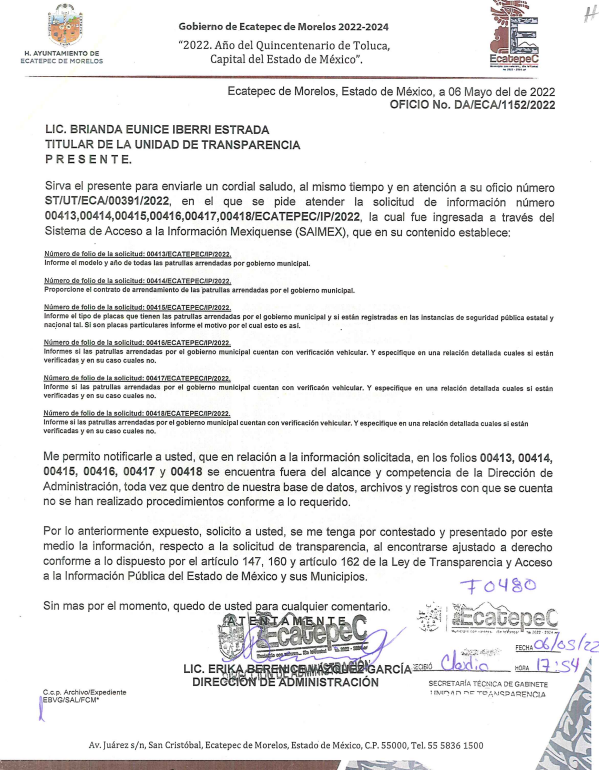 H. AYUNTAMIENTO DE
ECATEPEC DE MORELOS
Gobierno de Ecatepec de Morelos 2022-2024
“2022. Año del Quincentenario de Toluca,
Capital del Estado de México”.
EcatepeC
Ecatepec de Morelos, Estado de México, a 06 Mayo del de 2022
OFICIO No. DA/ECA/1152/2022
LIC. BRIANDA EUNICE IBERRI ESTRADA
TITULAR DE LA UNIDAD DE TRANSPARENCIA
P R E S E N T E.
Sirva el presente para enviarle un cordial saludo, al mismo tiempo y en atención a su oficio número
ST/UT/ECA/00391/2022, en el que se pide atender la solicitud de información número
00413,00414,00415,00416,00417,00418/ECATEPEC/IP/2022, la cual fue ingresada a través del
Sistema de Acceso a la Información Mexiquense (SAIMEX), que en su contenido establece:
Número de folio de la solicitud: 00413/ECATEPEC/IP/2022.
Informe el modelo y año de todas las patrullas arrendadas por gobierno municipal.
Número de folio de la solicitud: 00414/ECATEPEC/IP/2022.
Proporcione el contrato de arrendamiento de las patrullas arrendadas por el gobierno municipal.
Número de folio de la solicitud: 00415/ECATEPEC/IP/2022.
Informe el tipo de placas que tienen las patrullas arrendadas por el gobierno municipal y si están registradas en las instancias de seguridad pública estatal y
nacional tal. Si son placas particulares informe el motivo por el cual esto es así.
Número de folio de la solicitud: 00416/ECATEPEC/IP/2022.
Informes si las patrullas arrendadas por el gobierno municipal cuentan con verificación vehicular. Y especifique en una relación detallada cuales si están
verificadas y en su caso cuales no.
Número de folio de la solicitud: 00417/ECATEPEC/IP/2022.
Informe si las patrullas arrendadas por el gobierno municipal cuentan con verificaón vehicular. Y especifique en una relación detallada cuales si están
verificadas y en su caso cuales no.
Número de folio de la solicitud: 00418/ECATEPEC/IP/2022.
Informe si las patrullas arrendadas por el gobierno municipal cuentan con verificación vehicular. Y especifique en una relación detallada cuales si están
verificadas y en su caso cuales no.
Me permito notificarle a usted, que en relación a la información solicitada, en los folios 00413, 00414,
00415, 00416, 00417 y 00418 se encuentra fuera del alcance y competencia de la Dirección de
Administración, toda vez que dentro de nuestra base de datos, archivos y registros con que se cuenta
no se han realizado procedimientos conforme a lo requerido.
Por lo anteriormente expuesto, solicito a usted, se me tenga por contestado y presentado por este
medio la información, respecto a la solicitud de transparencia, al encontrarse ajustado a derecho
conforme a lo dispuesto por el artículo 147, 160 y artículo 162 de la Ley de Transparencia y Acceso
a la Información Pública del Estado de México y sus Municipios.
T0480
Sin mas por el momento, quedo de usted para cualquier comentario.
A T E N T A M E N T E
EcatepeC
EcatepeC
FECHA 06/05/22
RECIBIÓ HORA 17:54
LIC. ERIKA BERENICE VAZQUEZ GARCÍA
DIRECCIÓN DE ADMINISTRACIÓN
SECRETARÍA TÉCNICA DE GABINETE
UNIDAD DE TRANSPARENCIA
C.c.p. Archivo/Expediente
EBVG/SAL/FCM*
Av. Juárez s/n, San Cristóbal, Ecatepec de Morelos, Estado de México, C.P. 55000, Tel. 55 5836 1500